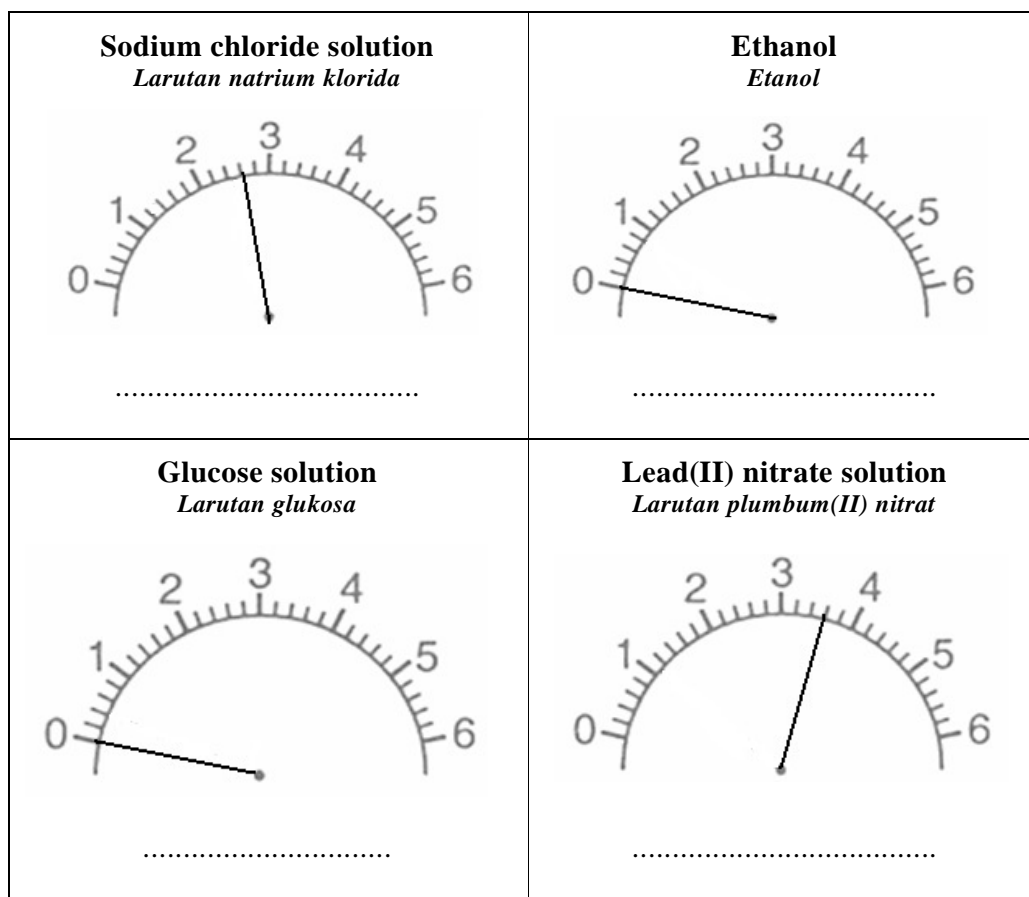 Sodium chloride solution
Larutan natrium klorida
0 1 2 3 4 5 6
....................................
Ethanol
Etanol
0 1 2 3 4 5 6
....................................
Glucose solution
Larutan glukosa
0 1 2 3 4 5 6
..............................
Lead(II) nitrate solution
Larutan plumbum(II) nitrat
0 1 2 3 4 5 6
....................................